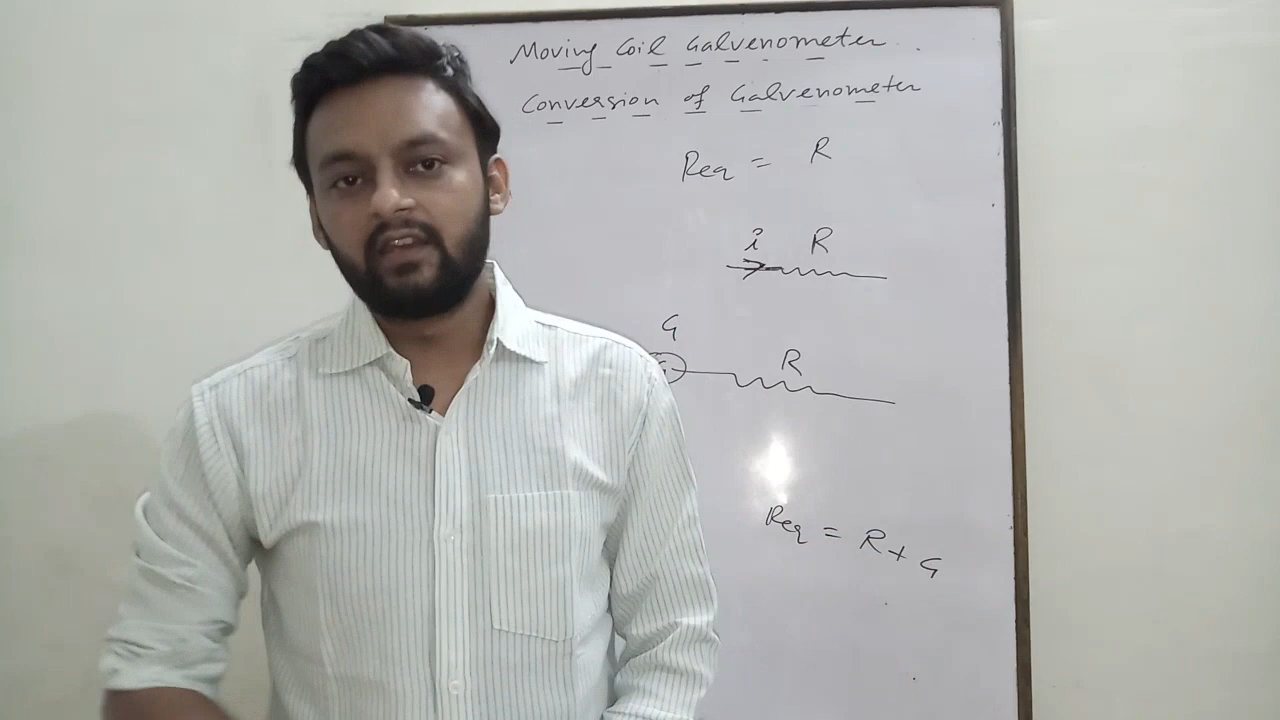 Moving Coil Galvenometer
Conversion of Galvenometer
Req = R
i R
G
G R
Req = R + G